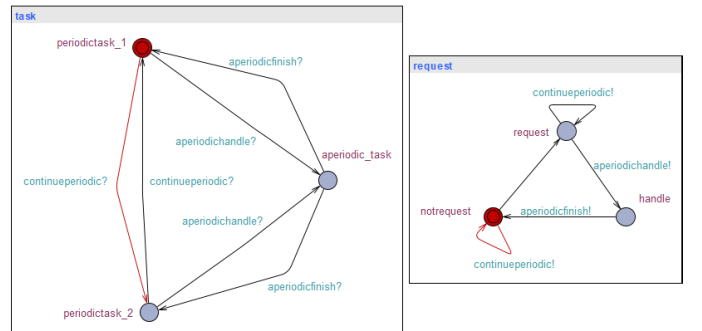 task
periodictask_1
aperiodicfinish?
aperiodichandle?
aperiodic_task
continueperiodic?
continueperiodic?
aperiodichandle?
aperiodicfinish?
periodictask_2
request
continueperiodic!
request
aperiodichandle!
handle
notrequest
aperiodicfinish!
continueperiodic!